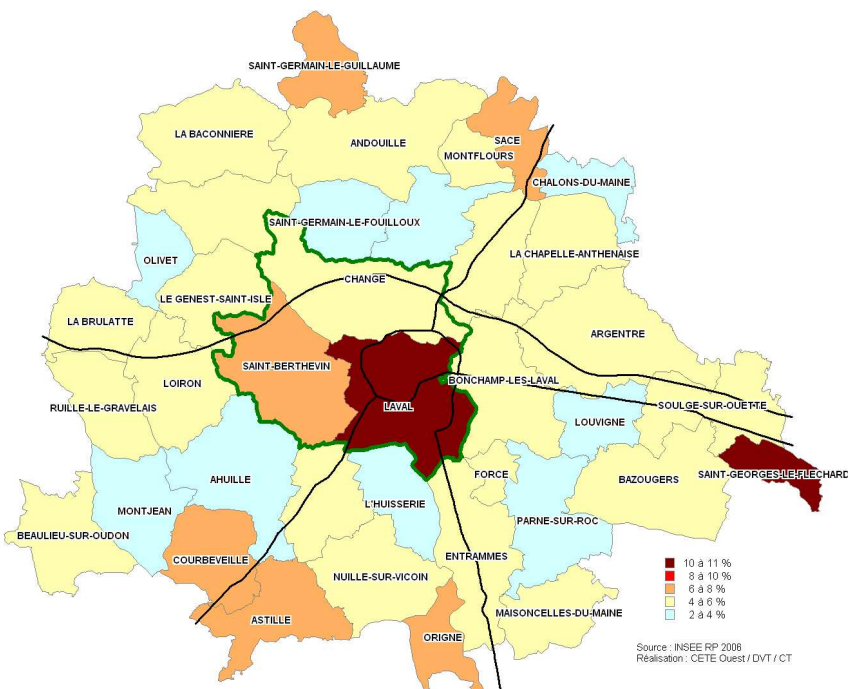 SAINT-GERMAIN-LE-GUILLAUME
LA BACONNIERE
ANDOUILLE
SACE
MONTFLOURS
CHALONS-DU-MAINE
SAINT-GERMAIN-LE-FOUILLOUX
OLIVET
LA CHAPELLE-ANTHENAISE
CHANGE
LE GENEST-SAINT-ISLE
LA BRULATTE
ARGENTRE
SAINT-BERTHEVIN
BONCHAMP-LES-LAVAL
LOIRON
RUILLE-LE-GRAVELAIS
LAVAL
SOULGE-SUR-OUETTE
LOUVIGNE
FORCE
SAINT-GEORGES-LE-FLECHARD
AHUILLE
BAZOUGERS
L'HUISSERIE
MONTJEAN
PARNE-SUR-ROC
BEAULIEU-SUR-OUDON
COURBEVEILLE
ENTRAMMES
NUILLE-SUR-VICOIN
MAISONCELLES-DU-MAINE
ASTILLE
ORIGNE
10 à 11 %
8 à 10 %
6 à 8 %
4 à 6 %
2 à 4 %
Source : INSEE RP 2006
Réalisation : CETE Ouest / DVT / CT